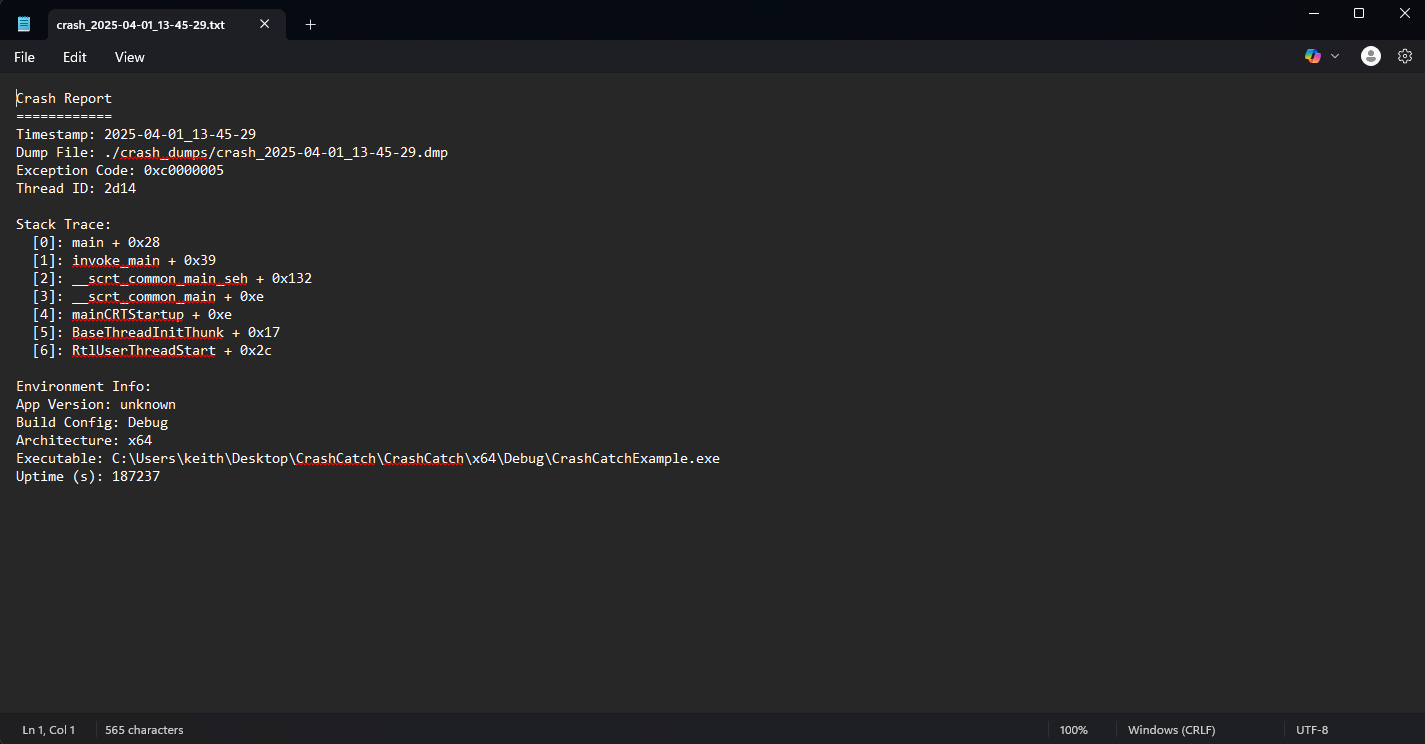 crash_2025-04-01_13-45-29.txt
File Edit View
Crash Report
============
Timestamp: 2025-04-01_13-45-29
Dump File: ./crash_dumps/crash_2025-04-01_13-45-29.dmp
Exception Code: 0xc0000005
Thread ID: 2d14

Stack Trace:
  [0]: main + 0x28
  [1]: invoke_main + 0x39
  [2]: __scrt_common_main_seh + 0x132
  [3]: __scrt_common_main + 0xe
  [4]: mainCRTStartup + 0xe
  [5]: BaseThreadInitThunk + 0x17
  [6]: RtlUserThreadStart + 0x2c

Environment Info:
App Version: unknown
Build Config: Debug
Architecture: x64
Executable: C:\Users\keith\Desktop\CrashCatch\CrashCatch\x64\Debug\CrashCatchExample.exe
Uptime (s): 187237
Ln 1, Col 1 565 characters 100% Windows (CRLF) UTF-8